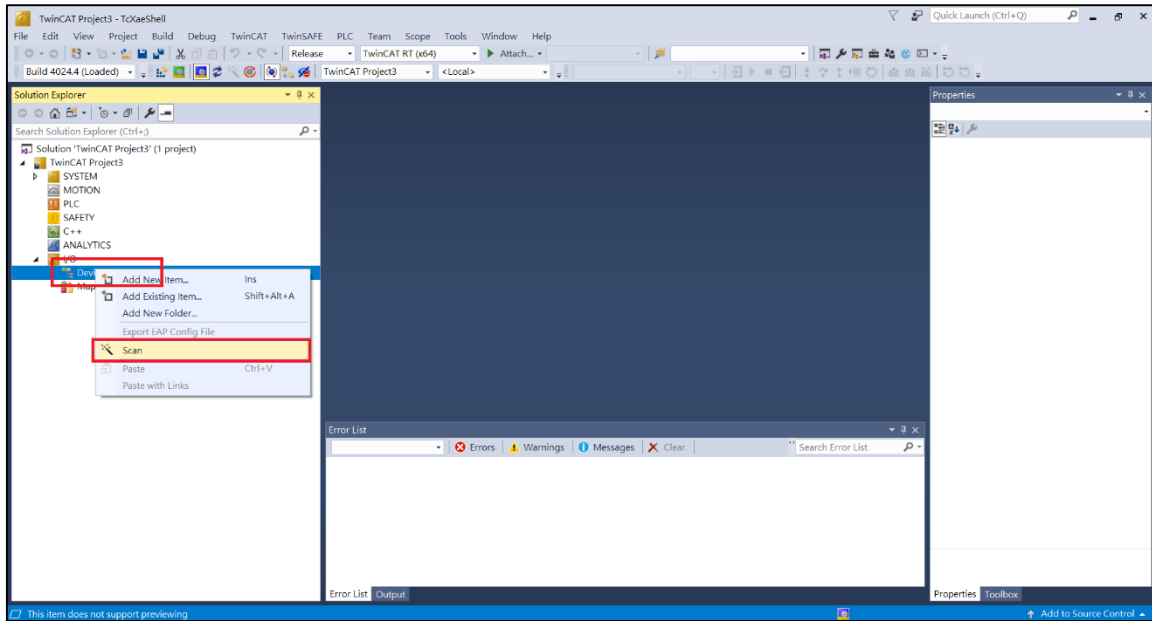 TwinCAT Project3 - TcXaeShell
Quick Launch (Ctrl+Q)
File Edit View Project Build Debug TwinCAT TwinSAFE PLC Team Scope Tools Window Help
Release TwinCAT RT (x64) Attach...
Build 4024.4 (Loaded) TwinCAT Project3 <Local>
Solution Explorer
Search Solution Explorer (Ctrl+;)
Solution 'TwinCAT Project3' (1 project)
TwinCAT Project3
SYSTEM
MOTION
PLC
SAFETY
C++
ANALYTICS
I/O
Devi
Map
Add New Item... Ins
Add Existing Item... Shift+Alt+A
Add New Folder...
Export EAP Config File
Scan
Paste Ctrl+V
Paste with Links
Error List
Errors Warnings Messages Clear Search Error List
Error List Output
Properties
Properties Toolbox
This item does not support previewing
Add to Source Control